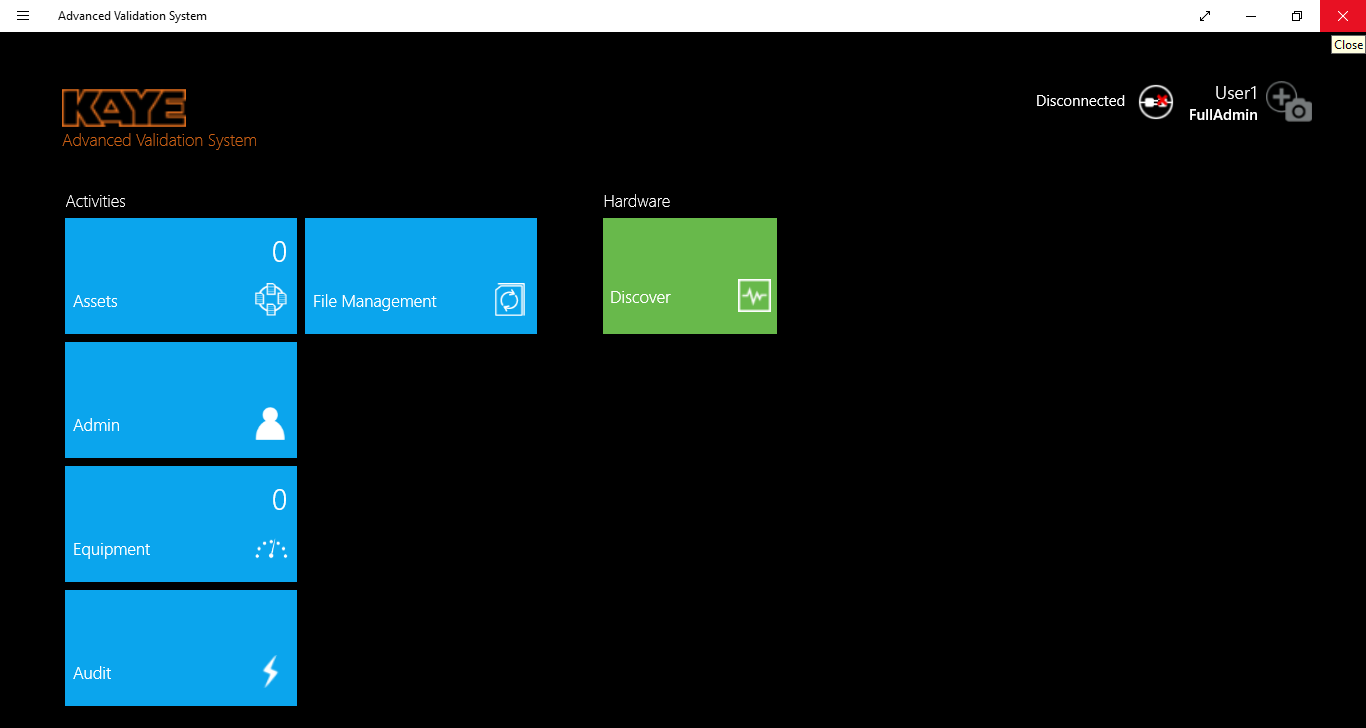 Advanced Validation System
Close
KAYE
Advanced Validation System
Disconnected
User1
FullAdmin
Activities
0
Assets
File Management
Admin
0
Equipment
Audit
Hardware
Discover